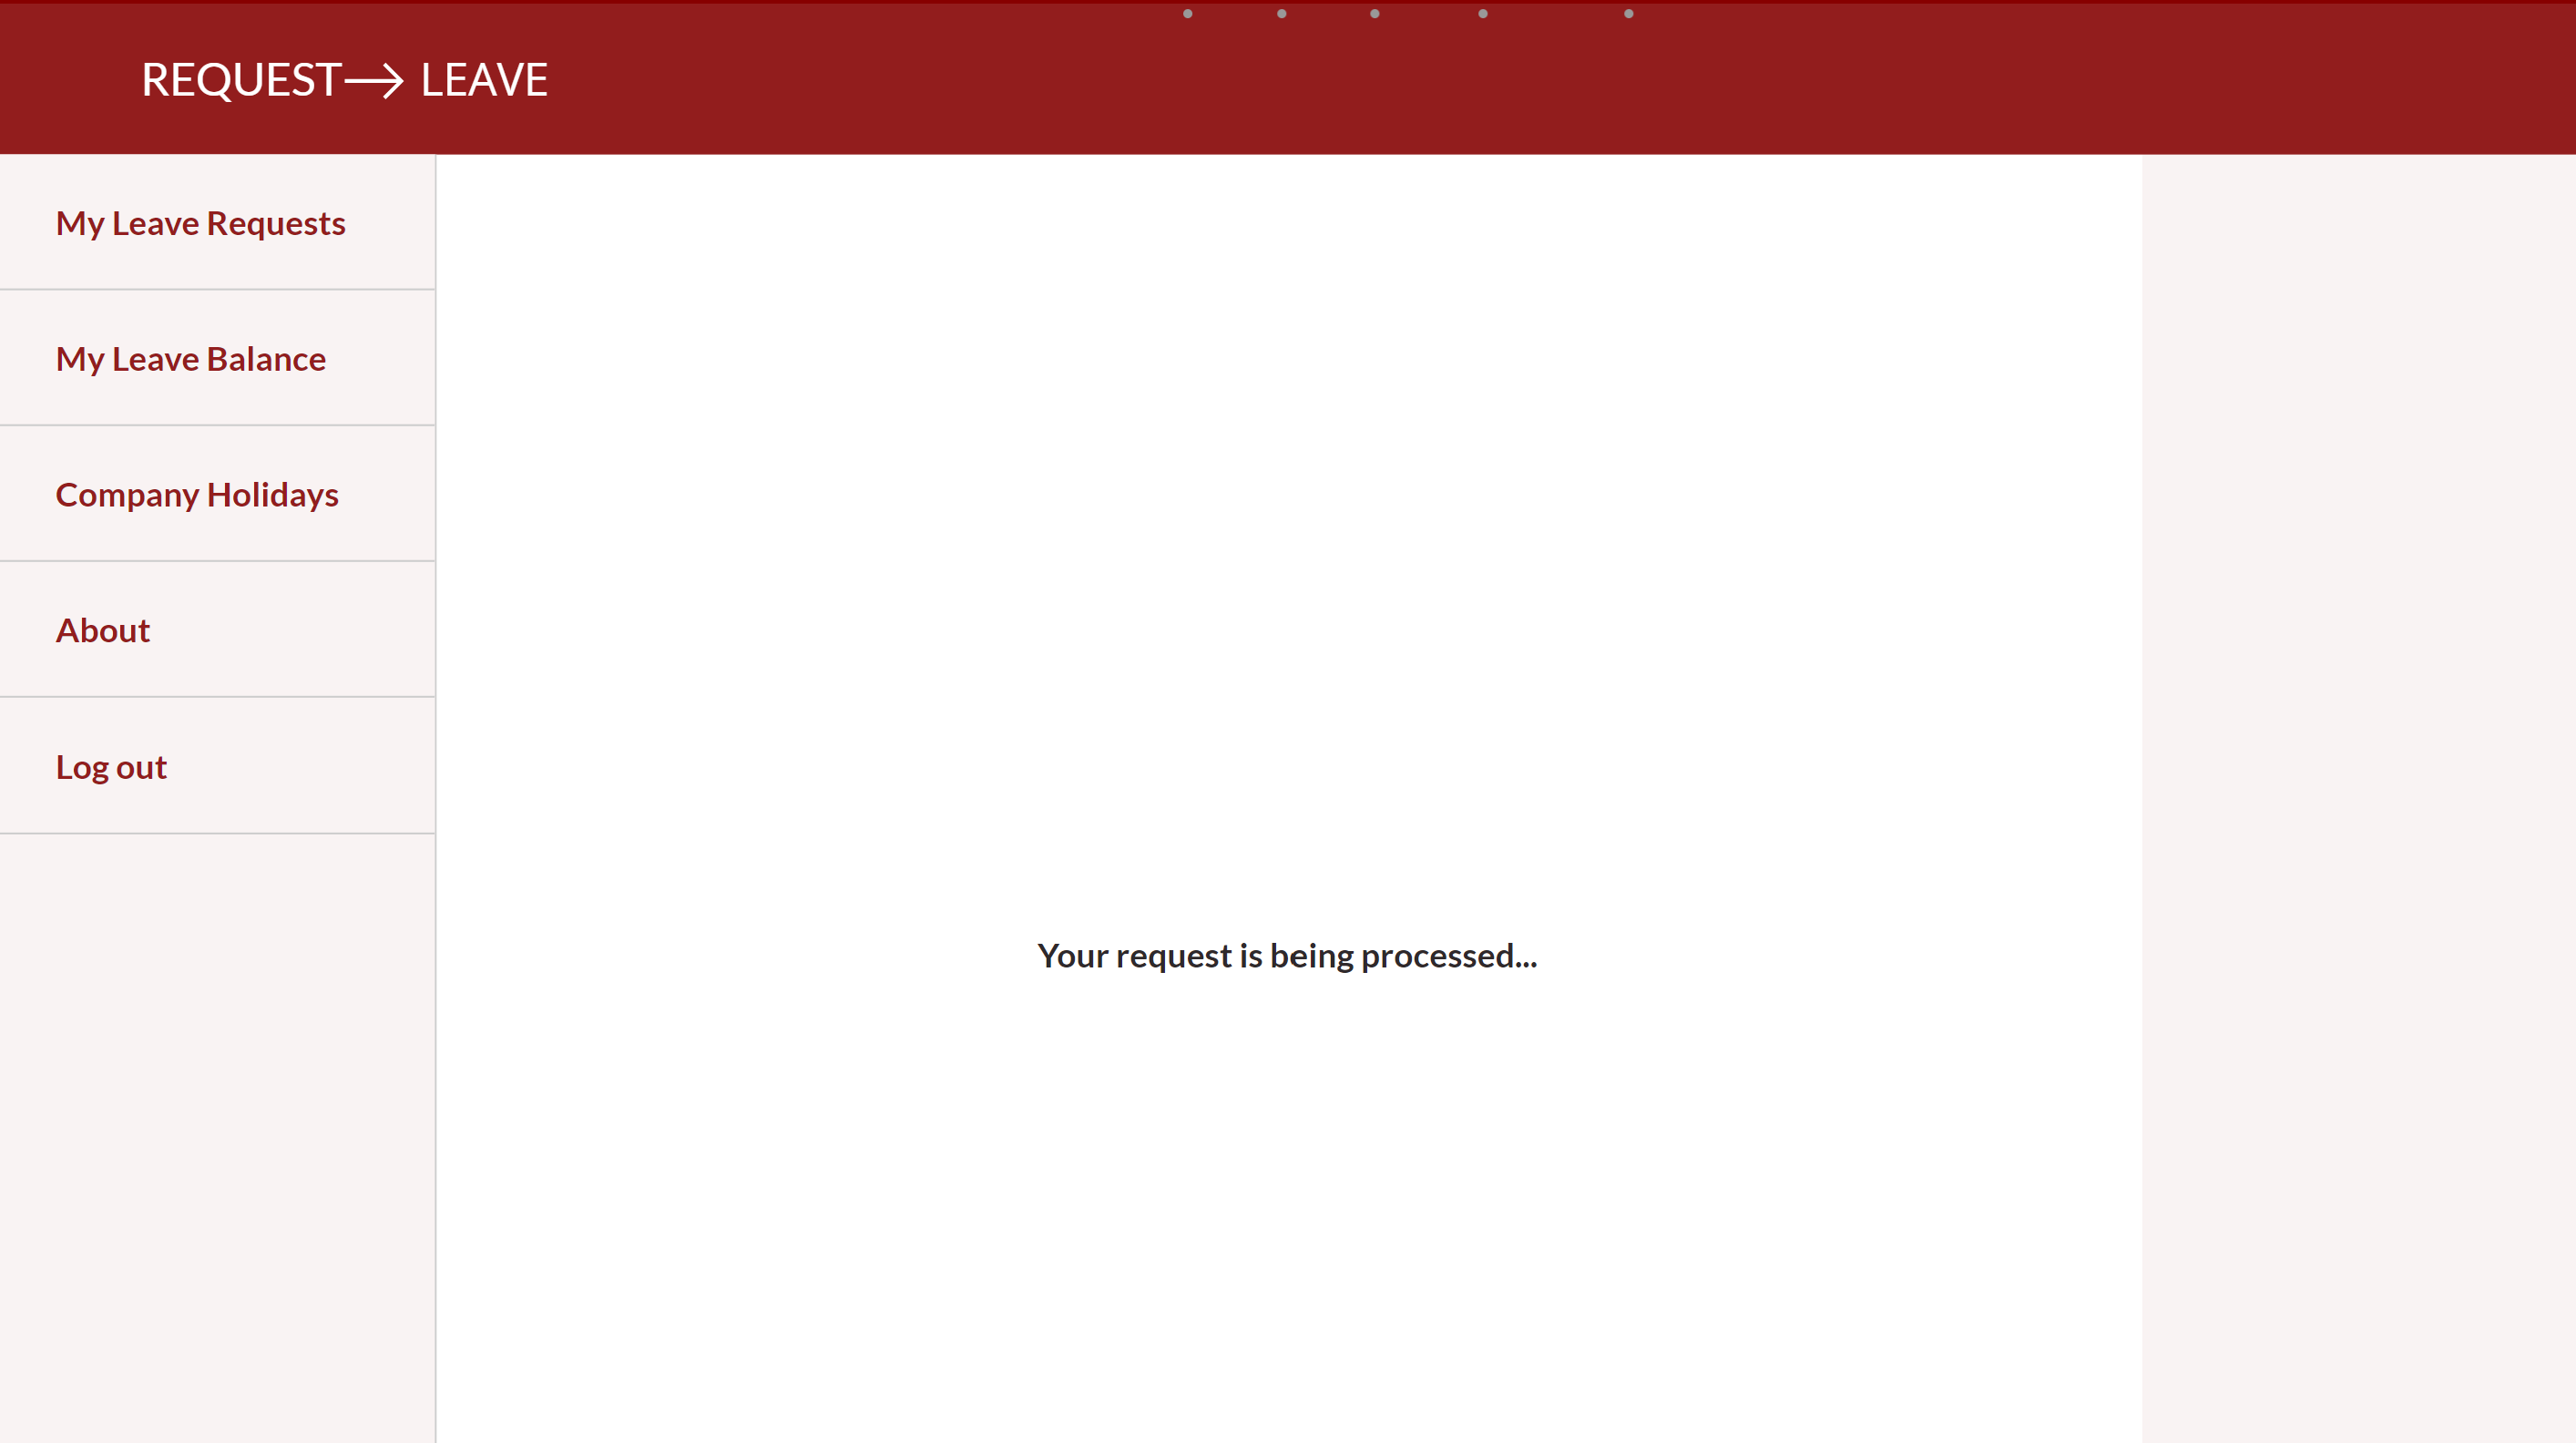 REQUEST→ LEAVE
My Leave Requests
My Leave Balance
Company Holidays
About
Log out
Your request is being processed...